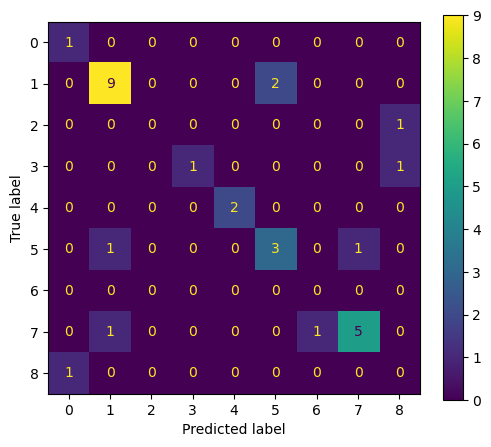 9
0 1 0 0 0 0 0 0 0 0
8
1 0 9 0 0 0 2 0 0 0
7
2 0 0 0 0 0 0 0 0 1
6
3 0 0 0 1 0 0 0 0 1
5
4 0 0 0 0 2 0 0 0 0
4
True label
5 0 1 0 0 0 3 0 1 0
3
6 0 0 0 0 0 0 0 0 0
2
7 0 1 0 0 0 0 1 5 0
1
8 1 0 0 0 0 0 0 0 0
0
0 1 2 3 4 5 6 7 8
Predicted label